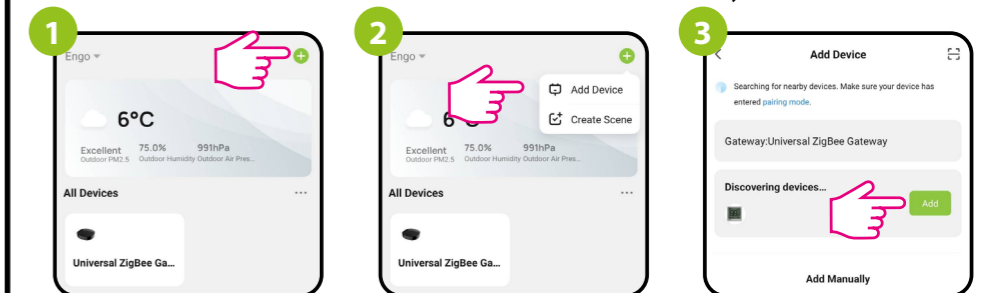 1
Engo
6°C
Excellent 75.0% 991hPa
Outdoor PM2.5 Outdoor Humidity Outdoor Air Pres...
All Devices ...
Universal ZigBee Ga...
2
Engo
Add Device
6°C
Create Scene
Excellent 75.0% 991hPa
Outdoor PM2.5 Outdoor Humidity Outdoor Air Pres...
All Devices ...
Universal ZigBee Ga...
3
Add Device
Searching for nearby devices. Make sure your device has
entered pairing mode.
Gateway:Universal ZigBee Gateway
Discovering devices...
Add
Add Manually